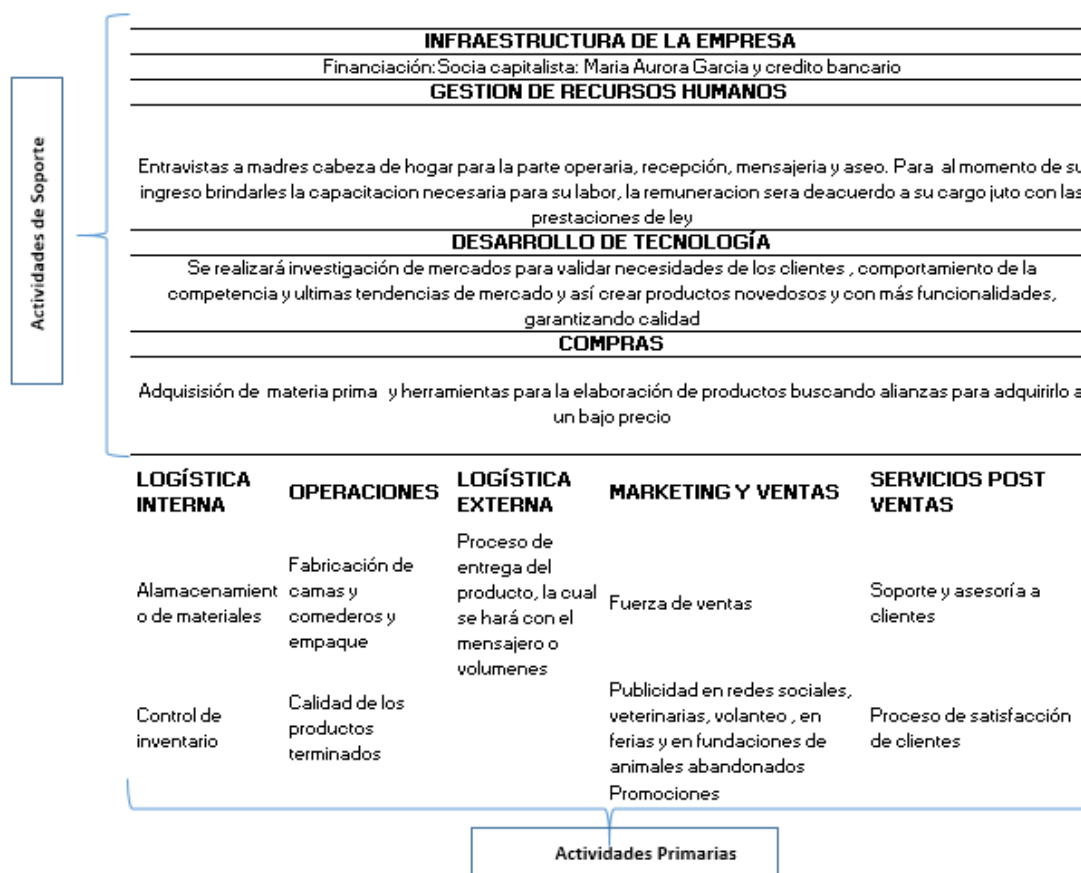 INFRAESTRUCTURA DE LA EMPRESA
Financiación: Socia capitalista: Maria Aurora Garcia y credito bancario
GESTION DE RECURSOS HUMANOS
Entravistas a madres cabeza de hogar para la parte operaria, recepción, mensajeria y aseo. Para al momento de su
ingreso brindarles la capacitacion necesaria para su labor, la remuneracion sera deacuerdo a su cargo juto con las
prestaciones de ley
DESARROLLO DE TECNOLOGÍA
Se realizará investigación de mercados para validar necesidades de los clientes , comportamiento de la
competencia y ultimas tendencias de mercado y así crear productos novedosos y con más funcionalidades,
garantizando calidad
COMPRAS
Adquisisión de materia prima y herramientas para la elaboración de productos buscando alianzas para adquirirlo a
un bajo precio
Actividades de Soporte
LOGÍSTICA
INTERNA
OPERACIONES
LOGÍSTICA
EXTERNA
MARKETING Y VENTAS
SERVICIOS POST
VENTAS
Alamacenamient
o de materiales
Fabricación de
camas y
comederos y
empaque
Proceso de
entrega del
producto, la cual
se hará con el
mensajero o
volumenes
Fuerza de ventas
Soporte y asesoría a
clientes
Control de
inventario
Calidad de los
productos
terminados
Publicidad en redes sociales,
veterinarias, volanteo , en
ferias y en fundaciones de
animales abandonados
Promociones
Proceso de satisfacción
de clientes
Actividades Primarias